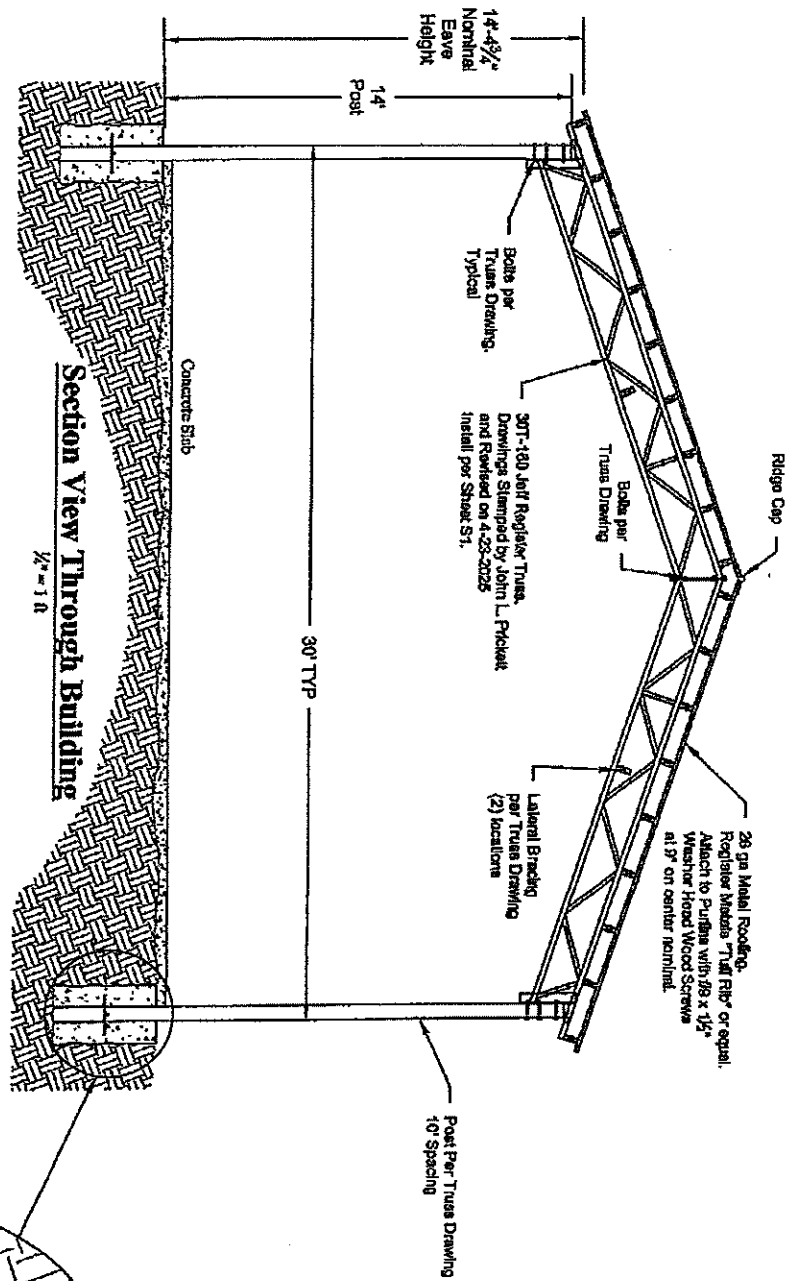 Ridge Cap
26 ga Metal Roofing.
Register Metals "Tuff Rib" or equal.
Attach to Purlins with #9 x 1½"
Washer Head Wood Screws
at 9" on center nominal.
Bolts per
Truss Drawing
14'-4¾"
Nominal
Eave
Height
14'
Post
Bolts per
Truss Drawing,
Typical
30T-160 Jeff Register Truss.
Drawings Stamped by John L. Prickett
and Revised on 4-23-2025
Install per Sheet S1.
Lateral Bracing
per Truss Drawing
(2) locations
Post Per Truss Drawing
10' Spacing
30' TYP
Concrete Slab
Section View Through Building
= 1 ft